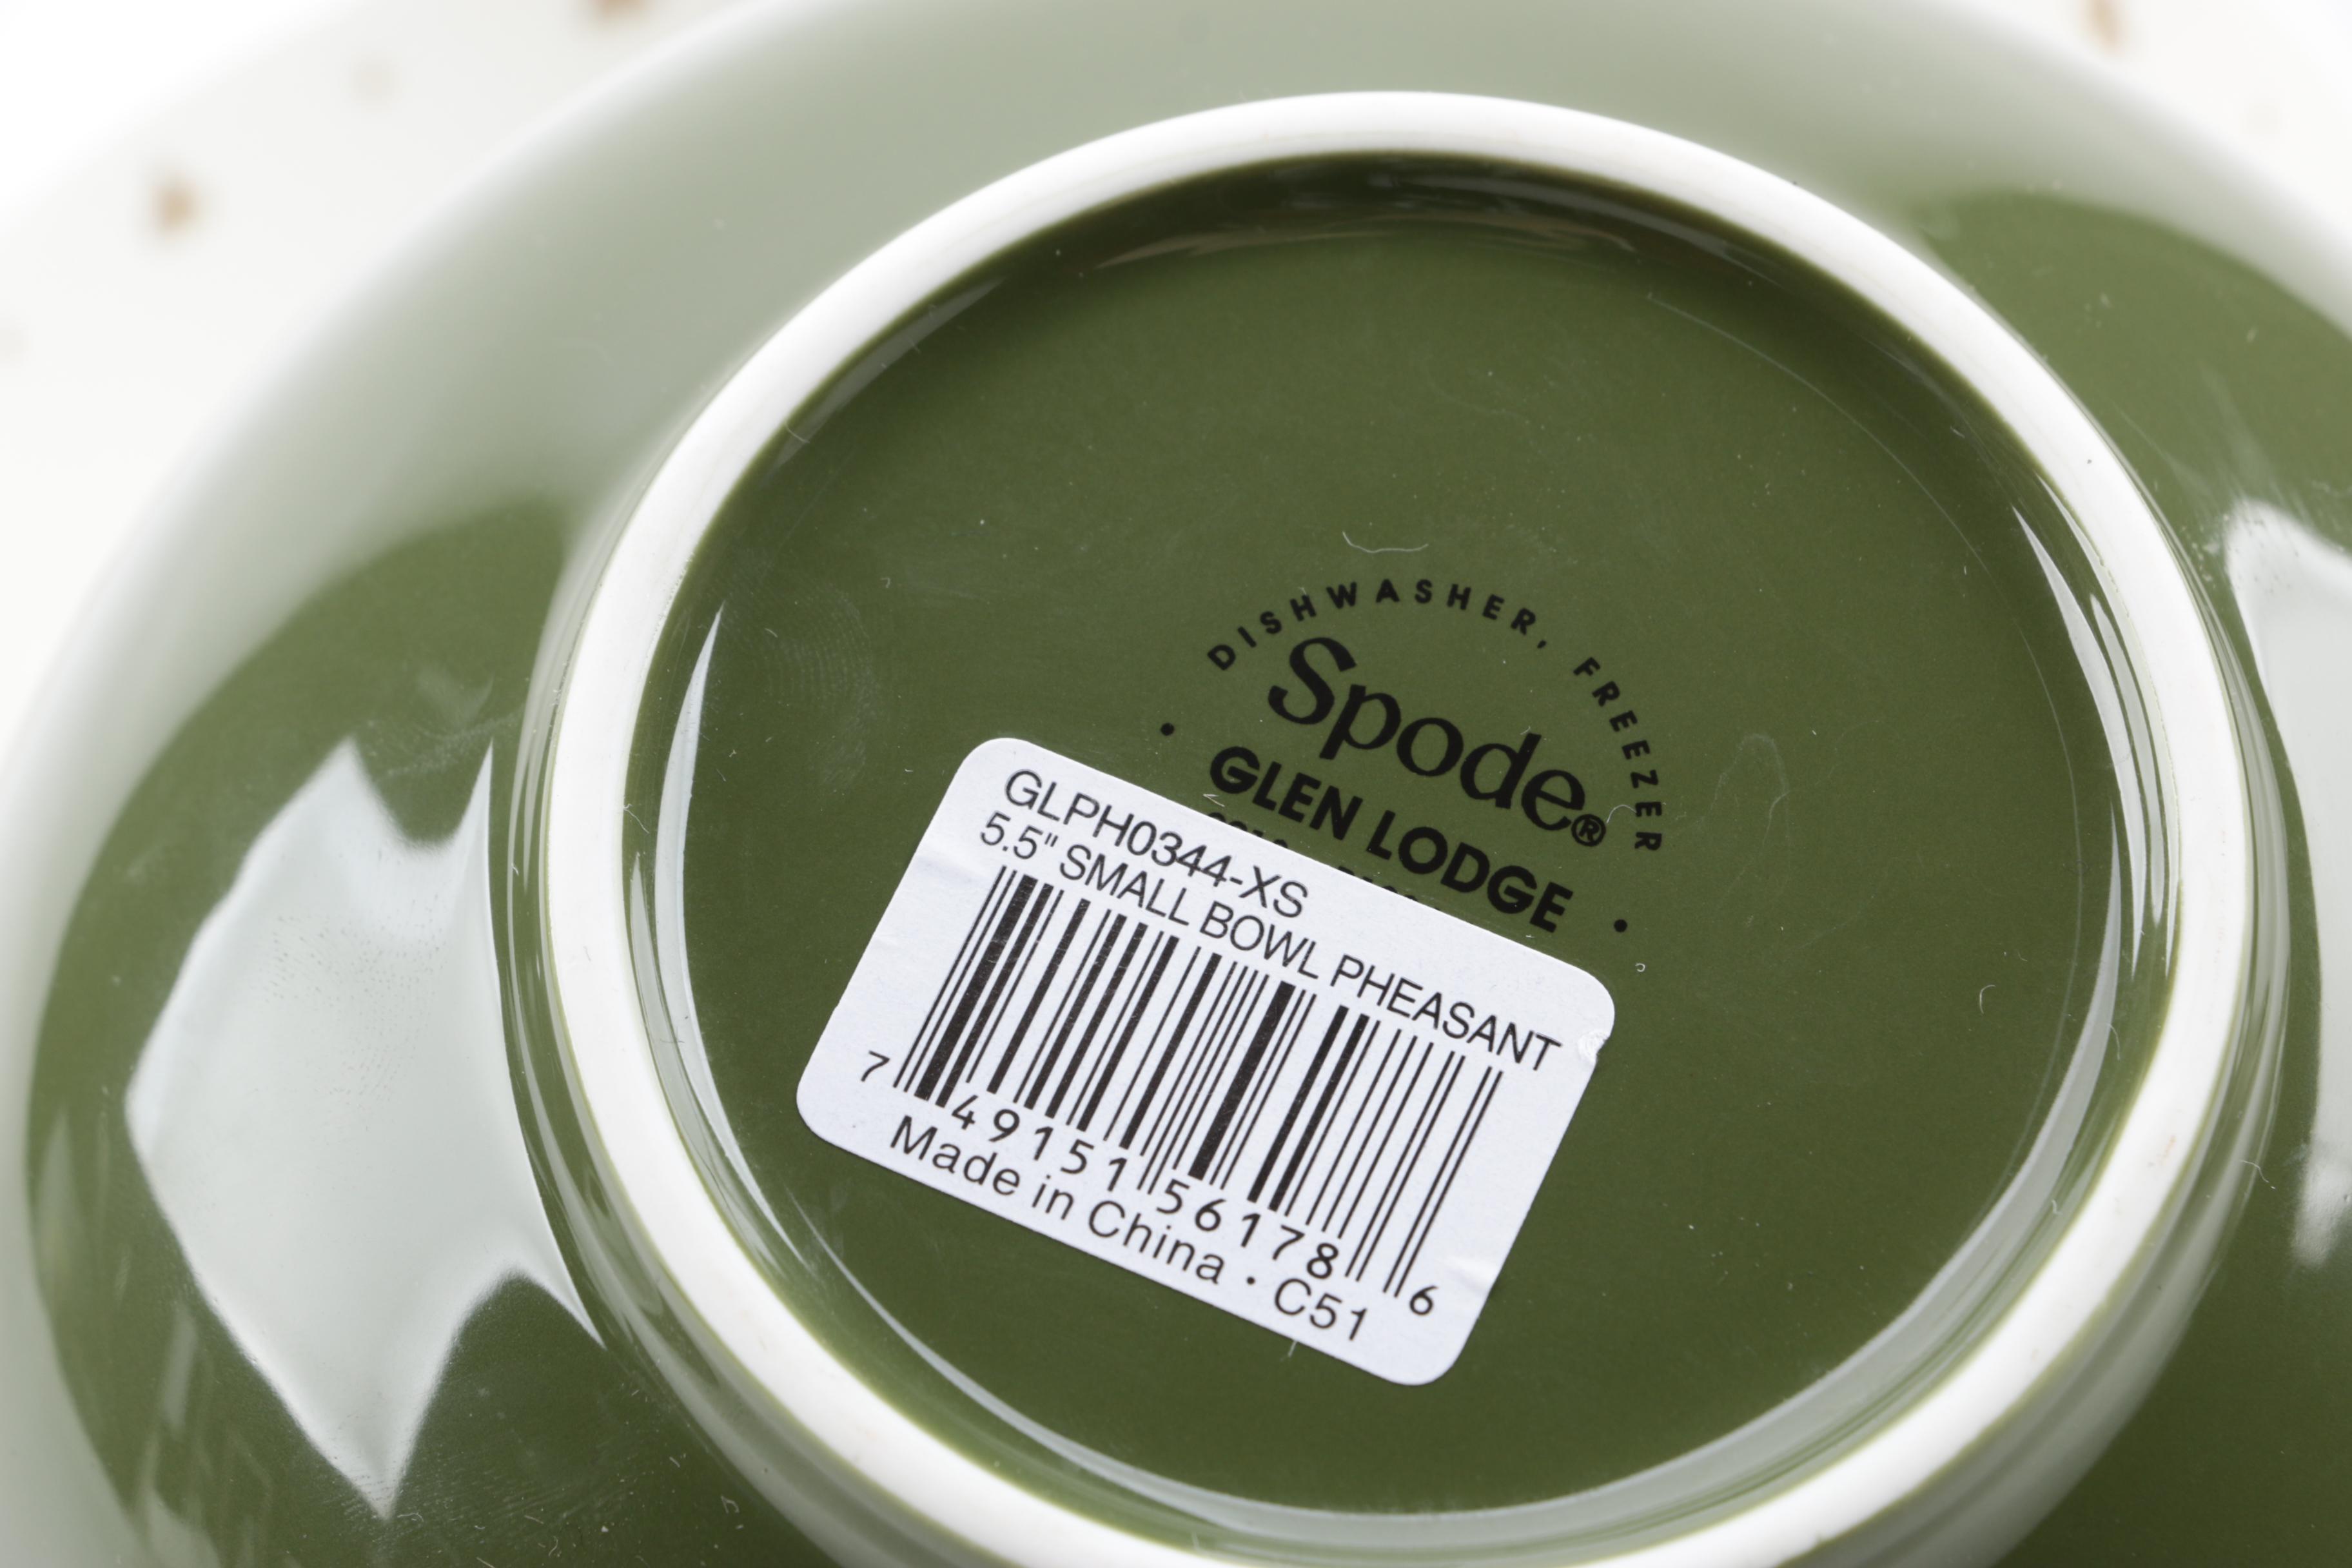 DISHWASHER, FREEZER
Spode®
• GLEN LODGE •
GLPH0344-XS
5.5" SMALL BOWL PHEASANT
7 49151 56178 6
Made in China • C51